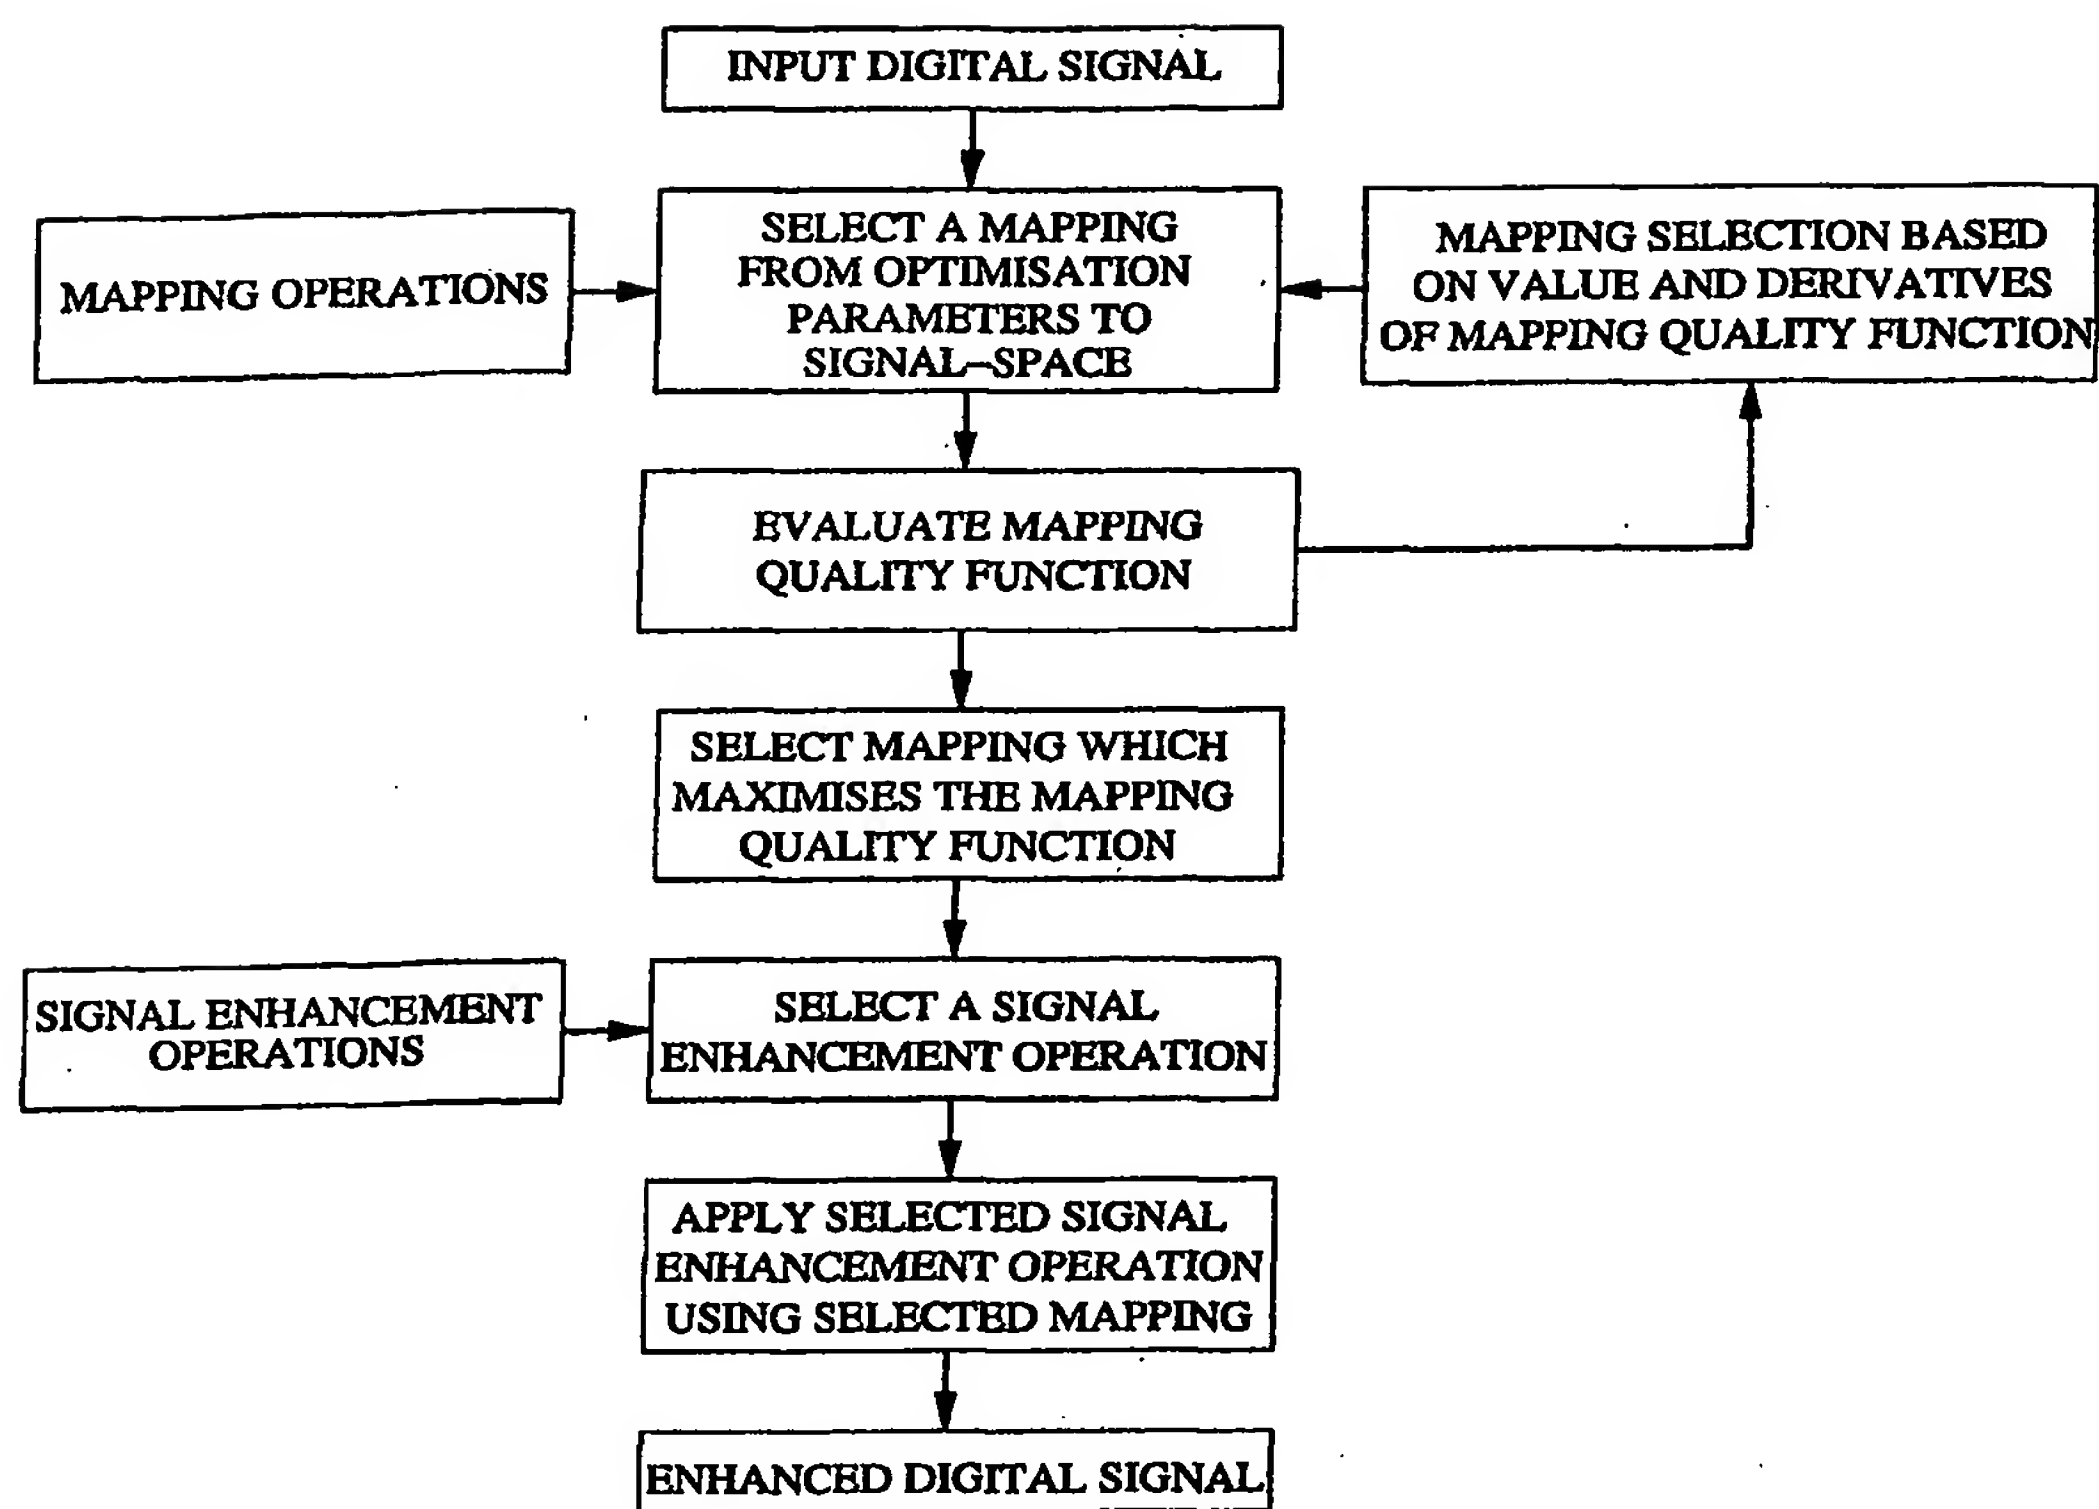 INPUT DIGITAL SIGNAL
MAPPING OPERATIONS
SELECT A MAPPING
FROM OPTIMISATION
PARAMETERS TO
SIGNAL–SPACE
MAPPING SELECTION BASED
ON VALUE AND DERIVATIVES
OF MAPPING QUALITY FUNCTION
EVALUATE MAPPING
QUALITY FUNCTION
SELECT MAPPING WHICH
MAXIMISES THE MAPPING
QUALITY FUNCTION
SIGNAL ENHANCEMENT
OPERATIONS
SELECT A SIGNAL
ENHANCEMENT OPERATION
APPLY SELECTED SIGNAL
ENHANCEMENT OPERATION
USING SELECTED MAPPING
ENHANCED DIGITAL SIGNAL